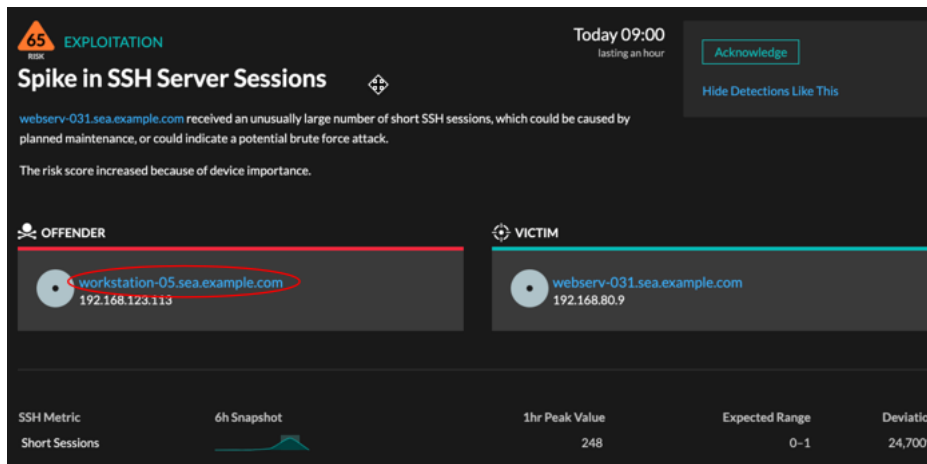 65
RISK
EXPLOITATION
Today 09:00
lasting an hour
Acknowledge
Hide Detections Like This
Spike in SSH Server Sessions
webserv-031.sea.example.com received an unusually large number of short SSH sessions, which could be caused by
planned maintenance, or could indicate a potential brute force attack.
The risk score increased because of device importance.
OFFENDER
workstation-05.sea.example.com
192.168.123.113
VICTIM
webserv-031.sea.example.com
192.168.80.9
SSH Metric 6h Snapshot 1hr Peak Value Expected Range
Short Sessions 248 0–1 24,700